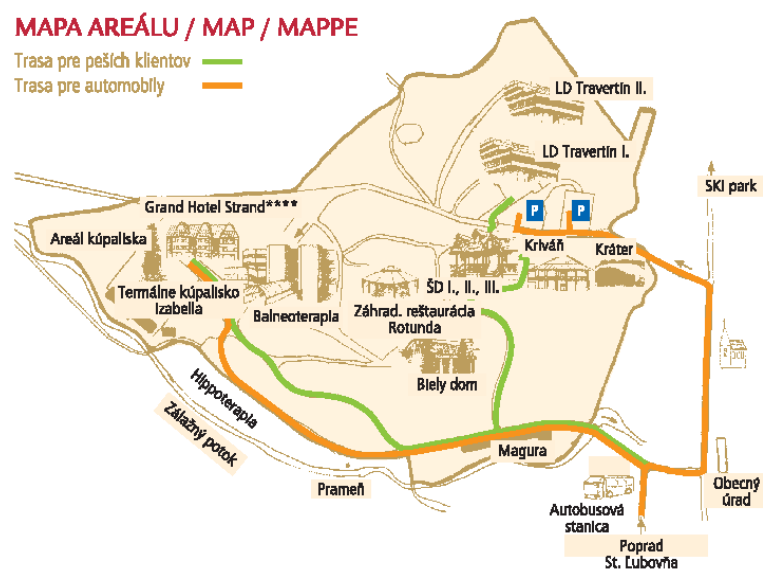 MAPA AREÁLU / MAP / MAPPE
Trasa pre peších klientov
Trasa pre automobily
LD Travertín II.
LD Travertín I.
SKI park
P
P
Grand Hotel Strand****
Areál kúpaliska
Kriváň
Kráter
ŠD I., II., III.
Termálne kúpalisko
Izabella
Balneoterapia
Záhrad. reštaurácia
Rotunda
Biely dom
Hippoterapia
Zálažný potok
Magura
Prameň
Obecný
úrad
Autobusová
stanica
Poprad
St. Ľubovňa